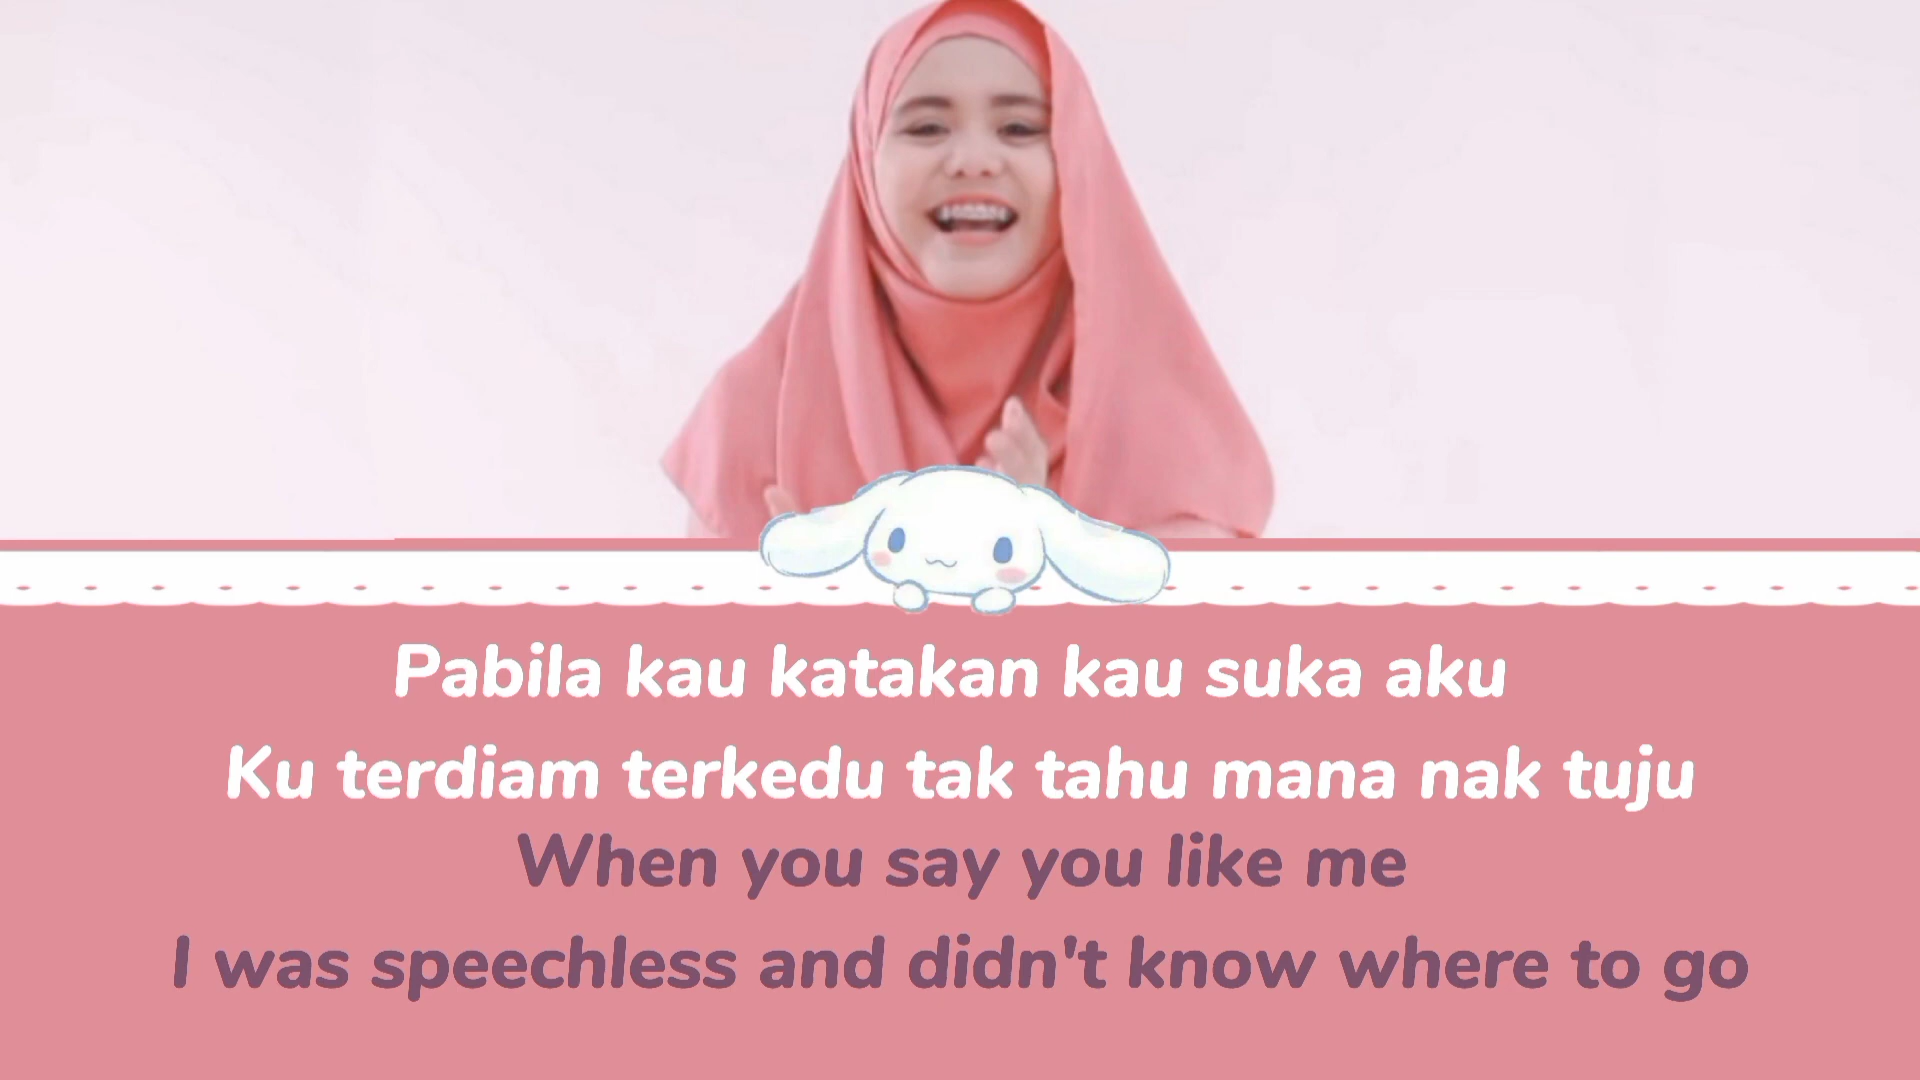 Pabila kau katakan kau suka aku
Ku terdiam terkedu tak tahu mana nak tuju
When you say you like me
I was speechless and didn't know where to go